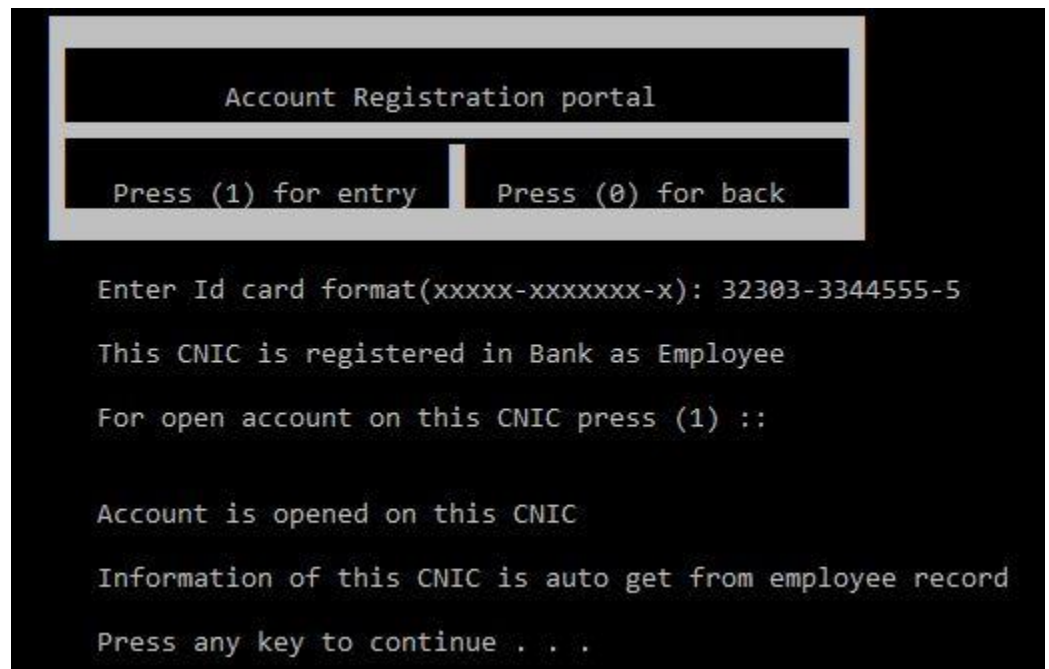 Account Registration portal
Press (1) for entry Press (0) for back
Enter Id card format(xxxxx-xxxxxxx-x): 32303-3344555-5
This CNIC is registered in Bank as Employee
For open account on this CNIC press (1) ::
Account is opened on this CNIC
Information of this CNIC is auto get from employee record
Press any key to continue . . .